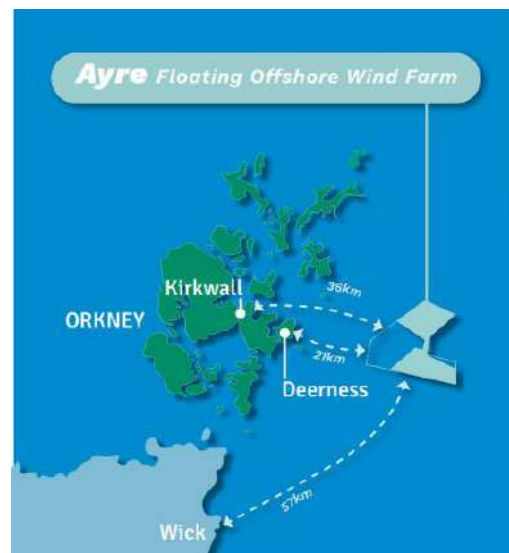 Ayre Floating Offshore Wind Farm
Kirkwall
36km
ORKNEY
21km
Deerness
57km
Wick